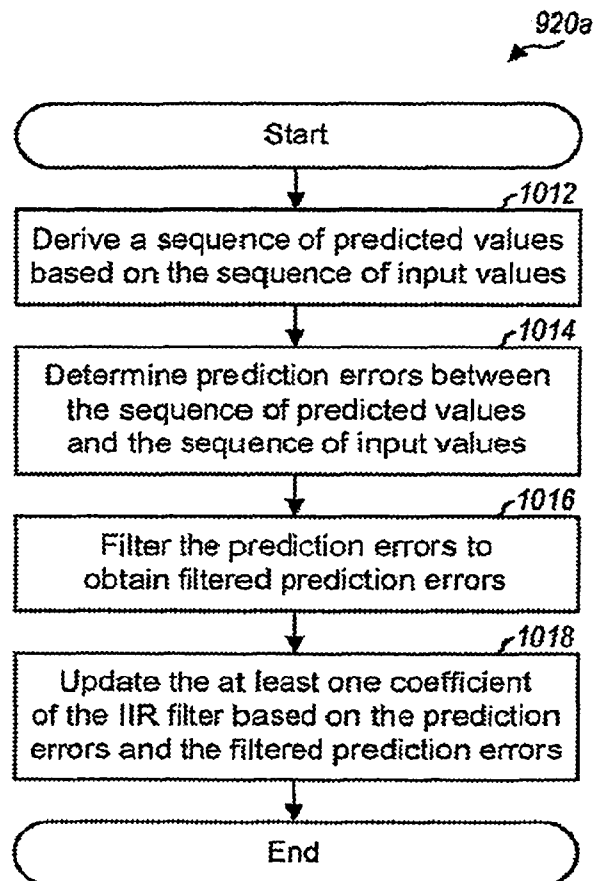 920a
Start
1012
Derive a sequence of predicted values
based on the sequence of input values
1014
Determine prediction errors between
the sequence of predicted values
and the sequence of input values
1016
Filter the prediction errors to
obtain filtered prediction errors
1018
Update the at least one coefficient
of the IIR filter based on the prediction
errors and the filtered prediction errors
End